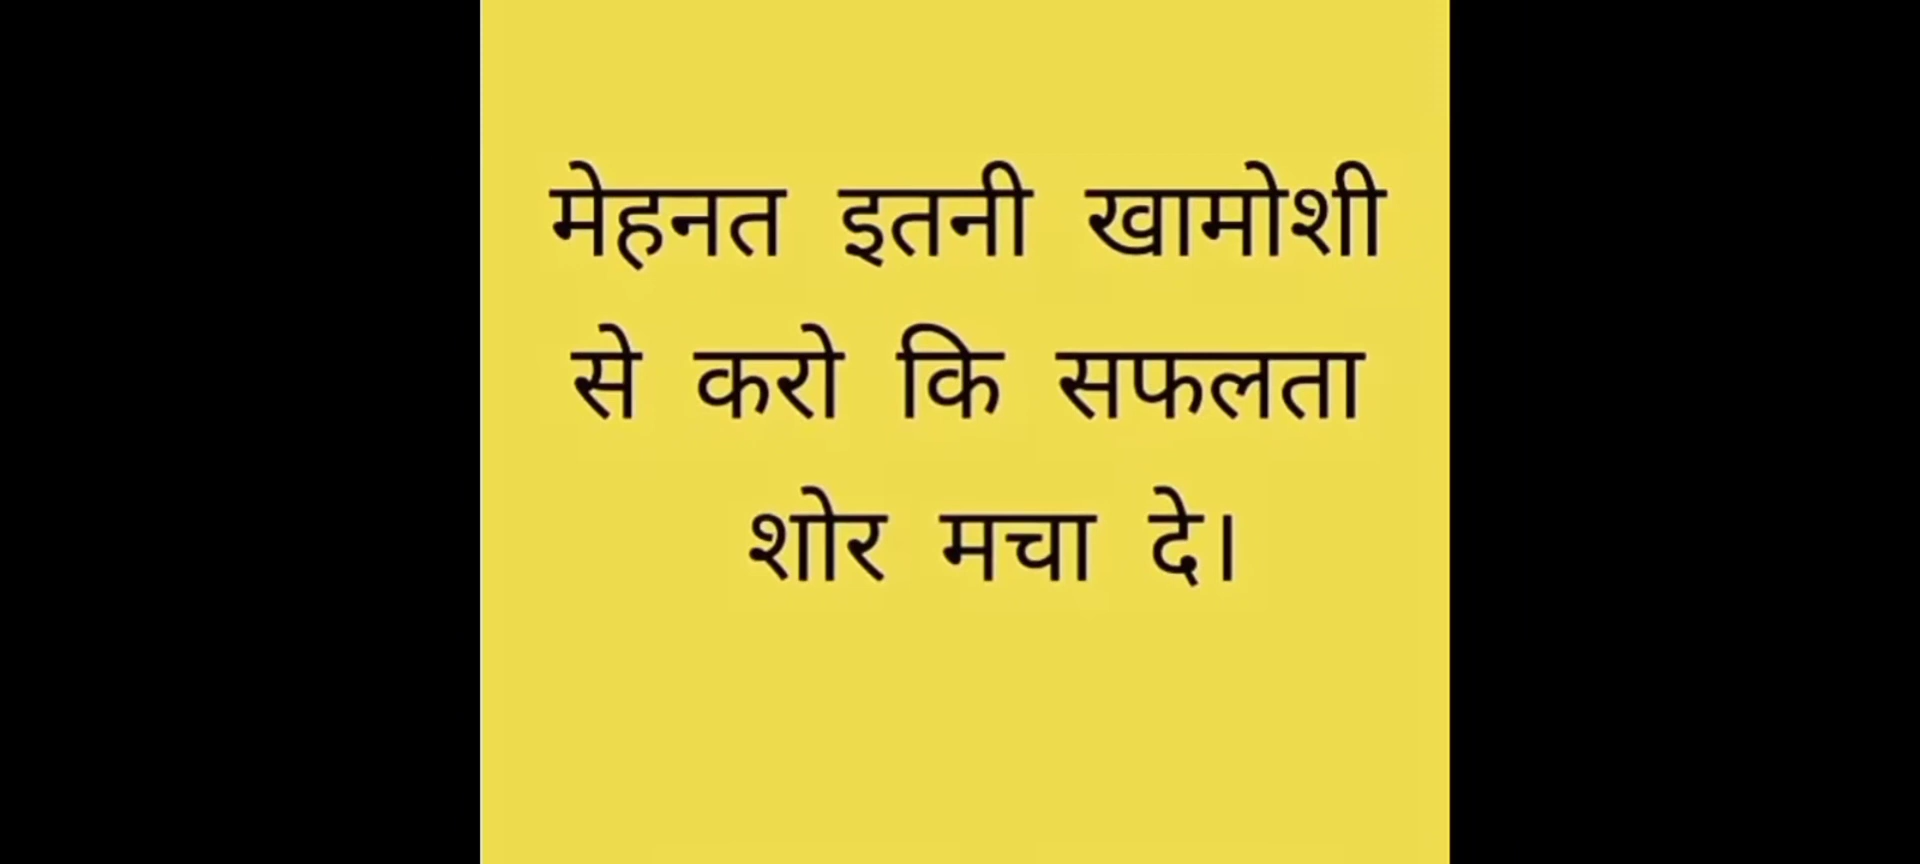 मेहनत इतनी खामोशी
से करो कि सफलता
शोर मचा दे।